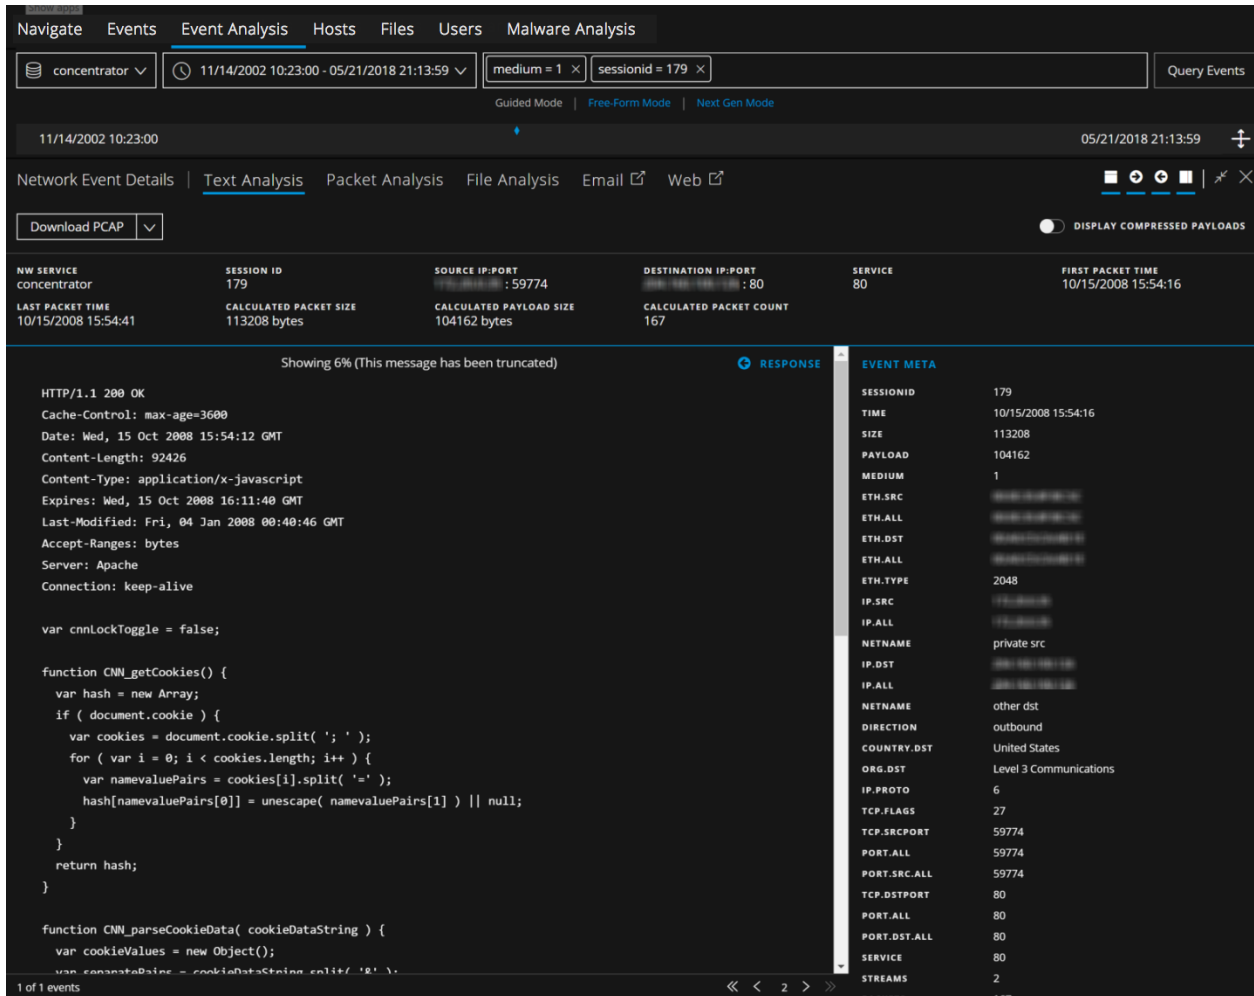 Show apps
Navigate Events Event Analysis Hosts Files Users Malware Analysis
concentrator 11/14/2002 10:23:00 - 05/21/2018 21:13:59 medium = 1 × sessionid = 179 × Query Events
Guided Mode | Free-Form Mode | Next Gen Mode
11/14/2002 10:23:00 05/21/2018 21:13:59
Network Event Details | Text Analysis Packet Analysis File Analysis Email Web
Download PCAP DISPLAY COMPRESSED PAYLOADS
NW SERVICE SESSION ID SOURCE IP:PORT DESTINATION IP:PORT SERVICE FIRST PACKET TIME
concentrator 179 : 59774 : 80 80 10/15/2008 15:54:16
LAST PACKET TIME CALCULATED PACKET SIZE CALCULATED PAYLOAD SIZE CALCULATED PACKET COUNT
10/15/2008 15:54:41 113208 bytes 104162 bytes 167
Showing 6% (This message has been truncated) RESPONSE
HTTP/1.1 200 OK
Cache-Control: max-age=3600
Date: Wed, 15 Oct 2008 15:54:12 GMT
Content-Length: 92426
Content-Type: application/x-javascript
Expires: Wed, 15 Oct 2008 16:11:40 GMT
Last-Modified: Fri, 04 Jan 2008 00:40:46 GMT
Accept-Ranges: bytes
Server: Apache
Connection: keep-alive
var cnnLockToggle = false;
function CNN_getCookies() {
var hash = new Array;
if ( document.cookie ) {
var cookies = document.cookie.split( '; ' );
for ( var i = 0; i < cookies.length; i++ ) {
var namevaluePairs = cookies[i].split( '=' );
hash[namevaluePairs[0]] = unescape( namevaluePairs[1] ) || null;
}
}
return hash;
}
function CNN_parseCookieData( cookieDataString ) {
var cookieValues = new Object();
var separatePairs = cookieDataString.split( '&' );
1 of 1 events « < 2 > »
EVENT META
SESSIONID 179
TIME 10/15/2008 15:54:16
SIZE 113208
PAYLOAD 104162
MEDIUM 1
ETH.SRC
ETH.ALL
ETH.DST
ETH.ALL
ETH.TYPE 2048
IP.SRC
IP.ALL
NETNAME private src
IP.DST
IP.ALL
NETNAME other dst
DIRECTION outbound
COUNTRY.DST United States
ORG.DST Level 3 Communications
IP.PROTO 6
TCP.FLAGS 27
TCP.SRCPORT 59774
PORT.ALL 59774
PORT.SRC.ALL 59774
TCP.DSTPORT 80
PORT.ALL 80
PORT.DST.ALL 80
SERVICE 80
STREAMS 2